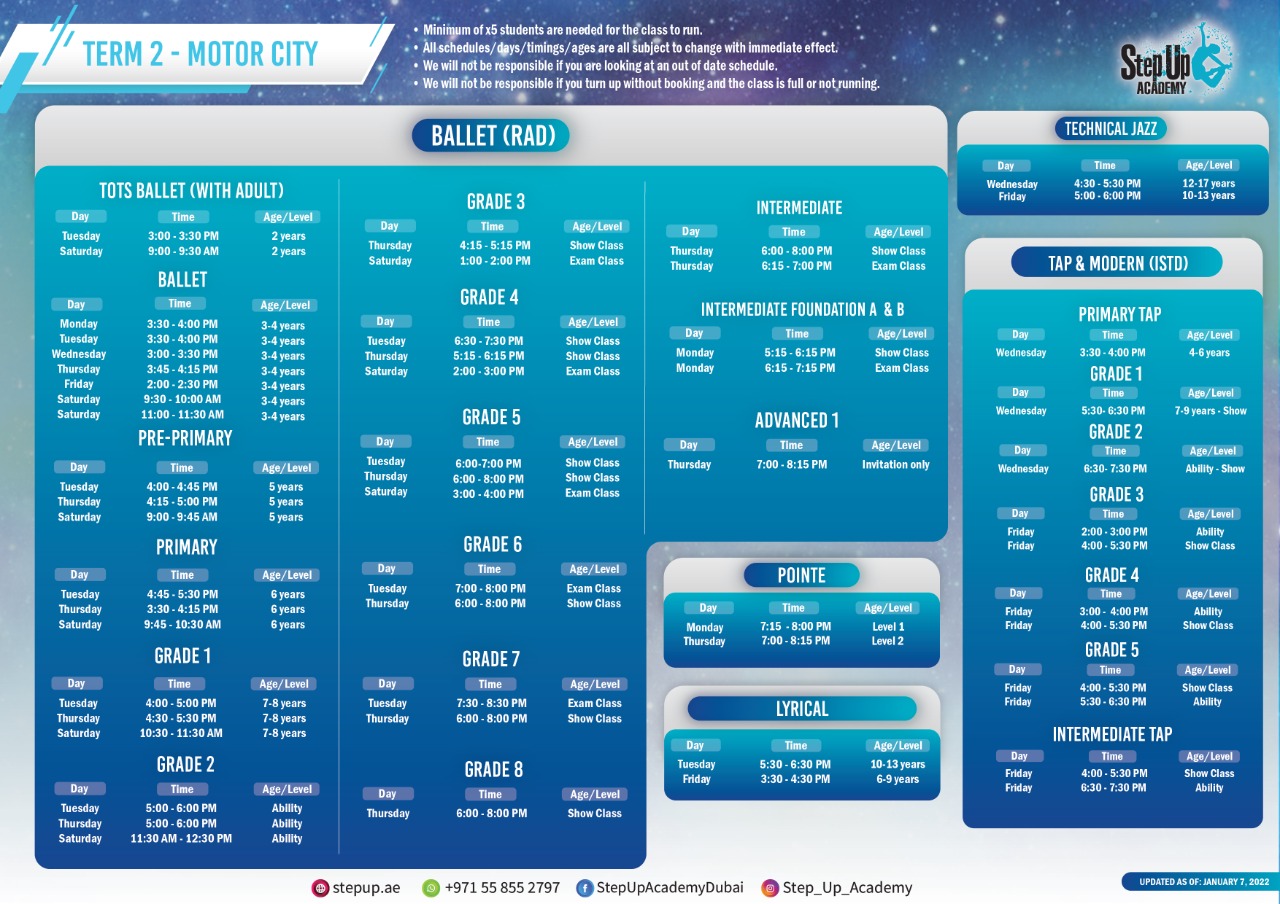 TERM 2 - MOTOR CITY
• Minimum of x5 students are needed for the class to run.
• All schedules/days/timings/ages are all subject to change with immediate effect.
• We will not be responsible if you are looking at an out of date schedule.
• We will not be responsible if you turn up without booking and the class is full or not running.
Step Up
ACADEMY
BALLET (RAD)
TOTS BALLET (WITH ADULT)
Day Time Age/Level
Tuesday 3:00 - 3:30 PM 2 years
Saturday 9:00 - 9:30 AM 2 years
BALLET
Day Time Age/Level
Monday 3:30 - 4:00 PM 3-4 years
Tuesday 3:30 - 4:00 PM 3-4 years
Wednesday 3:00 - 3:30 PM 3-4 years
Thursday 3:45 - 4:15 PM 3-4 years
Friday 2:00 - 2:30 PM 3-4 years
Saturday 9:30 - 10:00 AM 3-4 years
Saturday 11:00 - 11:30 AM 3-4 years
PRE-PRIMARY
Day Time Age/Level
Tuesday 4:00 - 4:45 PM 5 years
Thursday 4:15 - 5:00 PM 5 years
Saturday 9:00 - 9:45 AM 5 years
PRIMARY
Day Time Age/Level
Tuesday 4:45 - 5:30 PM 6 years
Thursday 3:30 - 4:15 PM 6 years
Saturday 9:45 - 10:30 AM 6 years
GRADE 1
Day Time Age/Level
Tuesday 4:00 - 5:00 PM 7-8 years
Thursday 4:30 - 5:30 PM 7-8 years
Saturday 10:30 - 11:30 AM 7-8 years
GRADE 2
Day Time Age/Level
Tuesday 5:00 - 6:00 PM Ability
Thursday 5:00 - 6:00 PM Ability
Saturday 11:30 AM - 12:30 PM Ability
GRADE 3
Day Time Age/Level
Thursday 4:15 - 5:15 PM Show Class
Saturday 1:00 - 2:00 PM Exam Class
GRADE 4
Day Time Age/Level
Tuesday 6:30 - 7:30 PM Show Class
Thursday 5:15 - 6:15 PM Show Class
Saturday 2:00 - 3:00 PM Exam Class
GRADE 5
Day Time Age/Level
Tuesday 6:00-7:00 PM Show Class
Thursday 6:00 - 8:00 PM Show Class
Saturday 3:00 - 4:00 PM Exam Class
GRADE 6
Day Time Age/Level
Tuesday 7:00 - 8:00 PM Exam Class
Thursday 6:00 - 8:00 PM Show Class
GRADE 7
Day Time Age/Level
Tuesday 7:30 - 8:30 PM Exam Class
Thursday 6:00 - 8:00 PM Show Class
GRADE 8
Day Time Age/Level
Thursday 6:00 - 8:00 PM Show Class
INTERMEDIATE
Day Time Age/Level
Thursday 6:00 - 8:00 PM Show Class
Thursday 6:15 - 7:00 PM Exam Class
INTERMEDIATE FOUNDATION A & B
Day Time Age/Level
Monday 5:15 - 6:15 PM Show Class
Monday 6:15 - 7:15 PM Exam Class
ADVANCED 1
Day Time Age/Level
Thursday 7:00 - 8:15 PM Invitation only
POINTE
Day Time Age/Level
Monday 7:15 - 8:00 PM Level 1
Thursday 7:00 - 8:15 PM Level 2
LYRICAL
Day Time Age/Level
Tuesday 5:30 - 6:30 PM 10-13 years
Friday 3:30 - 4:30 PM 6-9 years
TECHNICAL JAZZ
Day Time Age/Level
Wednesday 4:30 - 5:30 PM 12-17 years
Friday 5:00 - 6:00 PM 10-13 years
TAP & MODERN (ISTD)
PRIMARY TAP
Day Time Age/Level
Wednesday 3:30 - 4:00 PM 4-6 years
GRADE 1
Day Time Age/Level
Wednesday 5:30- 6:30 PM 7-9 years - Show
GRADE 2
Day Time Age/Level
Wednesday 6:30- 7:30 PM Ability - Show
GRADE 3
Day Time Age/Level
Friday 2:00 - 3:00 PM Ability
Friday 4:00 - 5:30 PM Show Class
GRADE 4
Day Time Age/Level
Friday 3:00 - 4:00 PM Ability
Friday 4:00 - 5:30 PM Show Class
GRADE 5
Day Time Age/Level
Friday 4:00 - 5:30 PM Show Class
Friday 5:30 - 6:30 PM Ability
INTERMEDIATE TAP
Day Time Age/Level
Friday 4:00 - 5:30 PM Show Class
Friday 6:30 - 7:30 PM Ability
stepup.ae +971 55 855 2797 StepUpAcademyDubai Step_Up_Academy
UPDATED AS OF: JANUARY 7, 2022